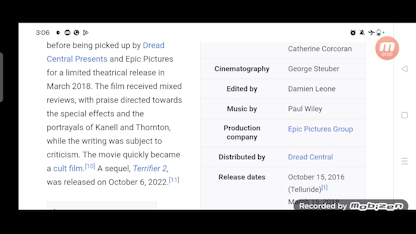 3:06
before being picked up by Dread
Central Presents and Epic Pictures
for a limited theatrical release in
March 2018. The film received mixed
reviews, with praise directed towards
the special effects and the
portrayals of Kanell and Thornton,
while the writing was subject to
criticism. The movie quickly became
a cult film.[10] A sequel, Terrifier 2,
was released on October 6, 2022.[11]
Catherine Corcoran
Cinematography George Steuber
Edited by Damien Leone
Music by Paul Wiley
Production
company
Epic Pictures Group
Distributed by Dread Central
Release dates October 15, 2016
(Telluride)[1]
March 15, 2018
Recorded by Mobizen